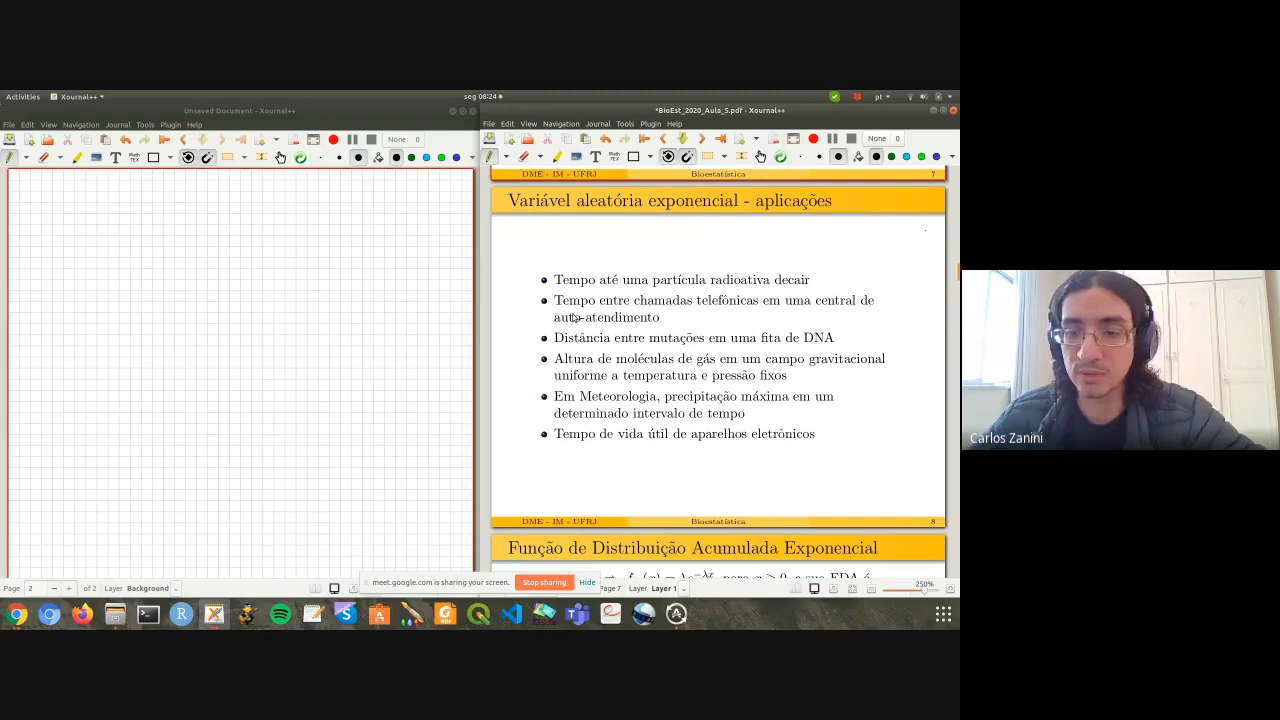 Activities Xournal++ seg 08:24 pt
Unsaved Document - Xournal++
File Edit View Navigation Journal Tools Plugin Help
None 0
Page 2 of 2 Layer Background
*BioEst_2020_Aula_5.pdf - Xournal++
File Edit View Navigation Journal Tools Plugin Help
None 0
DME - IM - UFRJ Bioestatística 7
Variável aleatória exponencial - aplicações
Tempo até uma partícula radioativa decair
Tempo entre chamadas telefônicas em uma central de
auto-atendimento
Distância entre mutações em uma fita de DNA
Altura de moléculas de gás em um campo gravitacional
uniforme a temperatura e pressão fixos
Em Meteorologia, precipitação máxima em um
determinado intervalo de tempo
Tempo de vida útil de aparelhos eletrônicos
DME - IM - UFRJ Bioestatística 8
Função de Distribuição Acumulada Exponencial
meet.google.com is sharing your screen. Stop sharing Hide
Page 7 Layer Layer 1 250%
Carlos Zanini